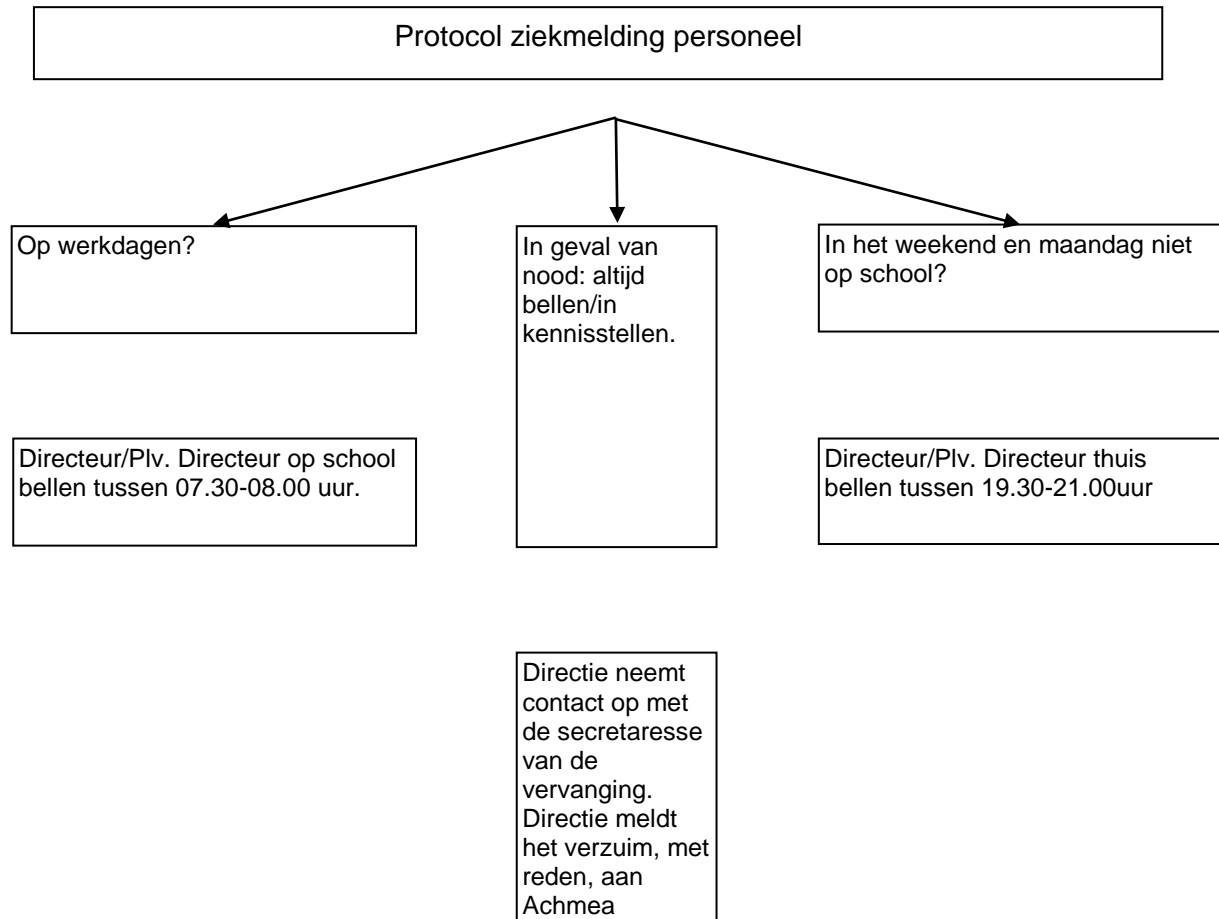 Protocol ziekmelding personeel
Op werkdagen?
In geval van
nood: altijd
bellen/in
kennisstellen.
In het weekend en maandag niet
op school?
Directeur/Plv. Directeur op school
bellen tussen 07.30-08.00 uur.
Directeur/Plv. Directeur thuis
bellen tussen 19.30-21.00uur
Directie neemt
contact op met
de secretaresse
van de
vervanging.
Directie meldt
het verzuim, met
reden, aan
Achmea